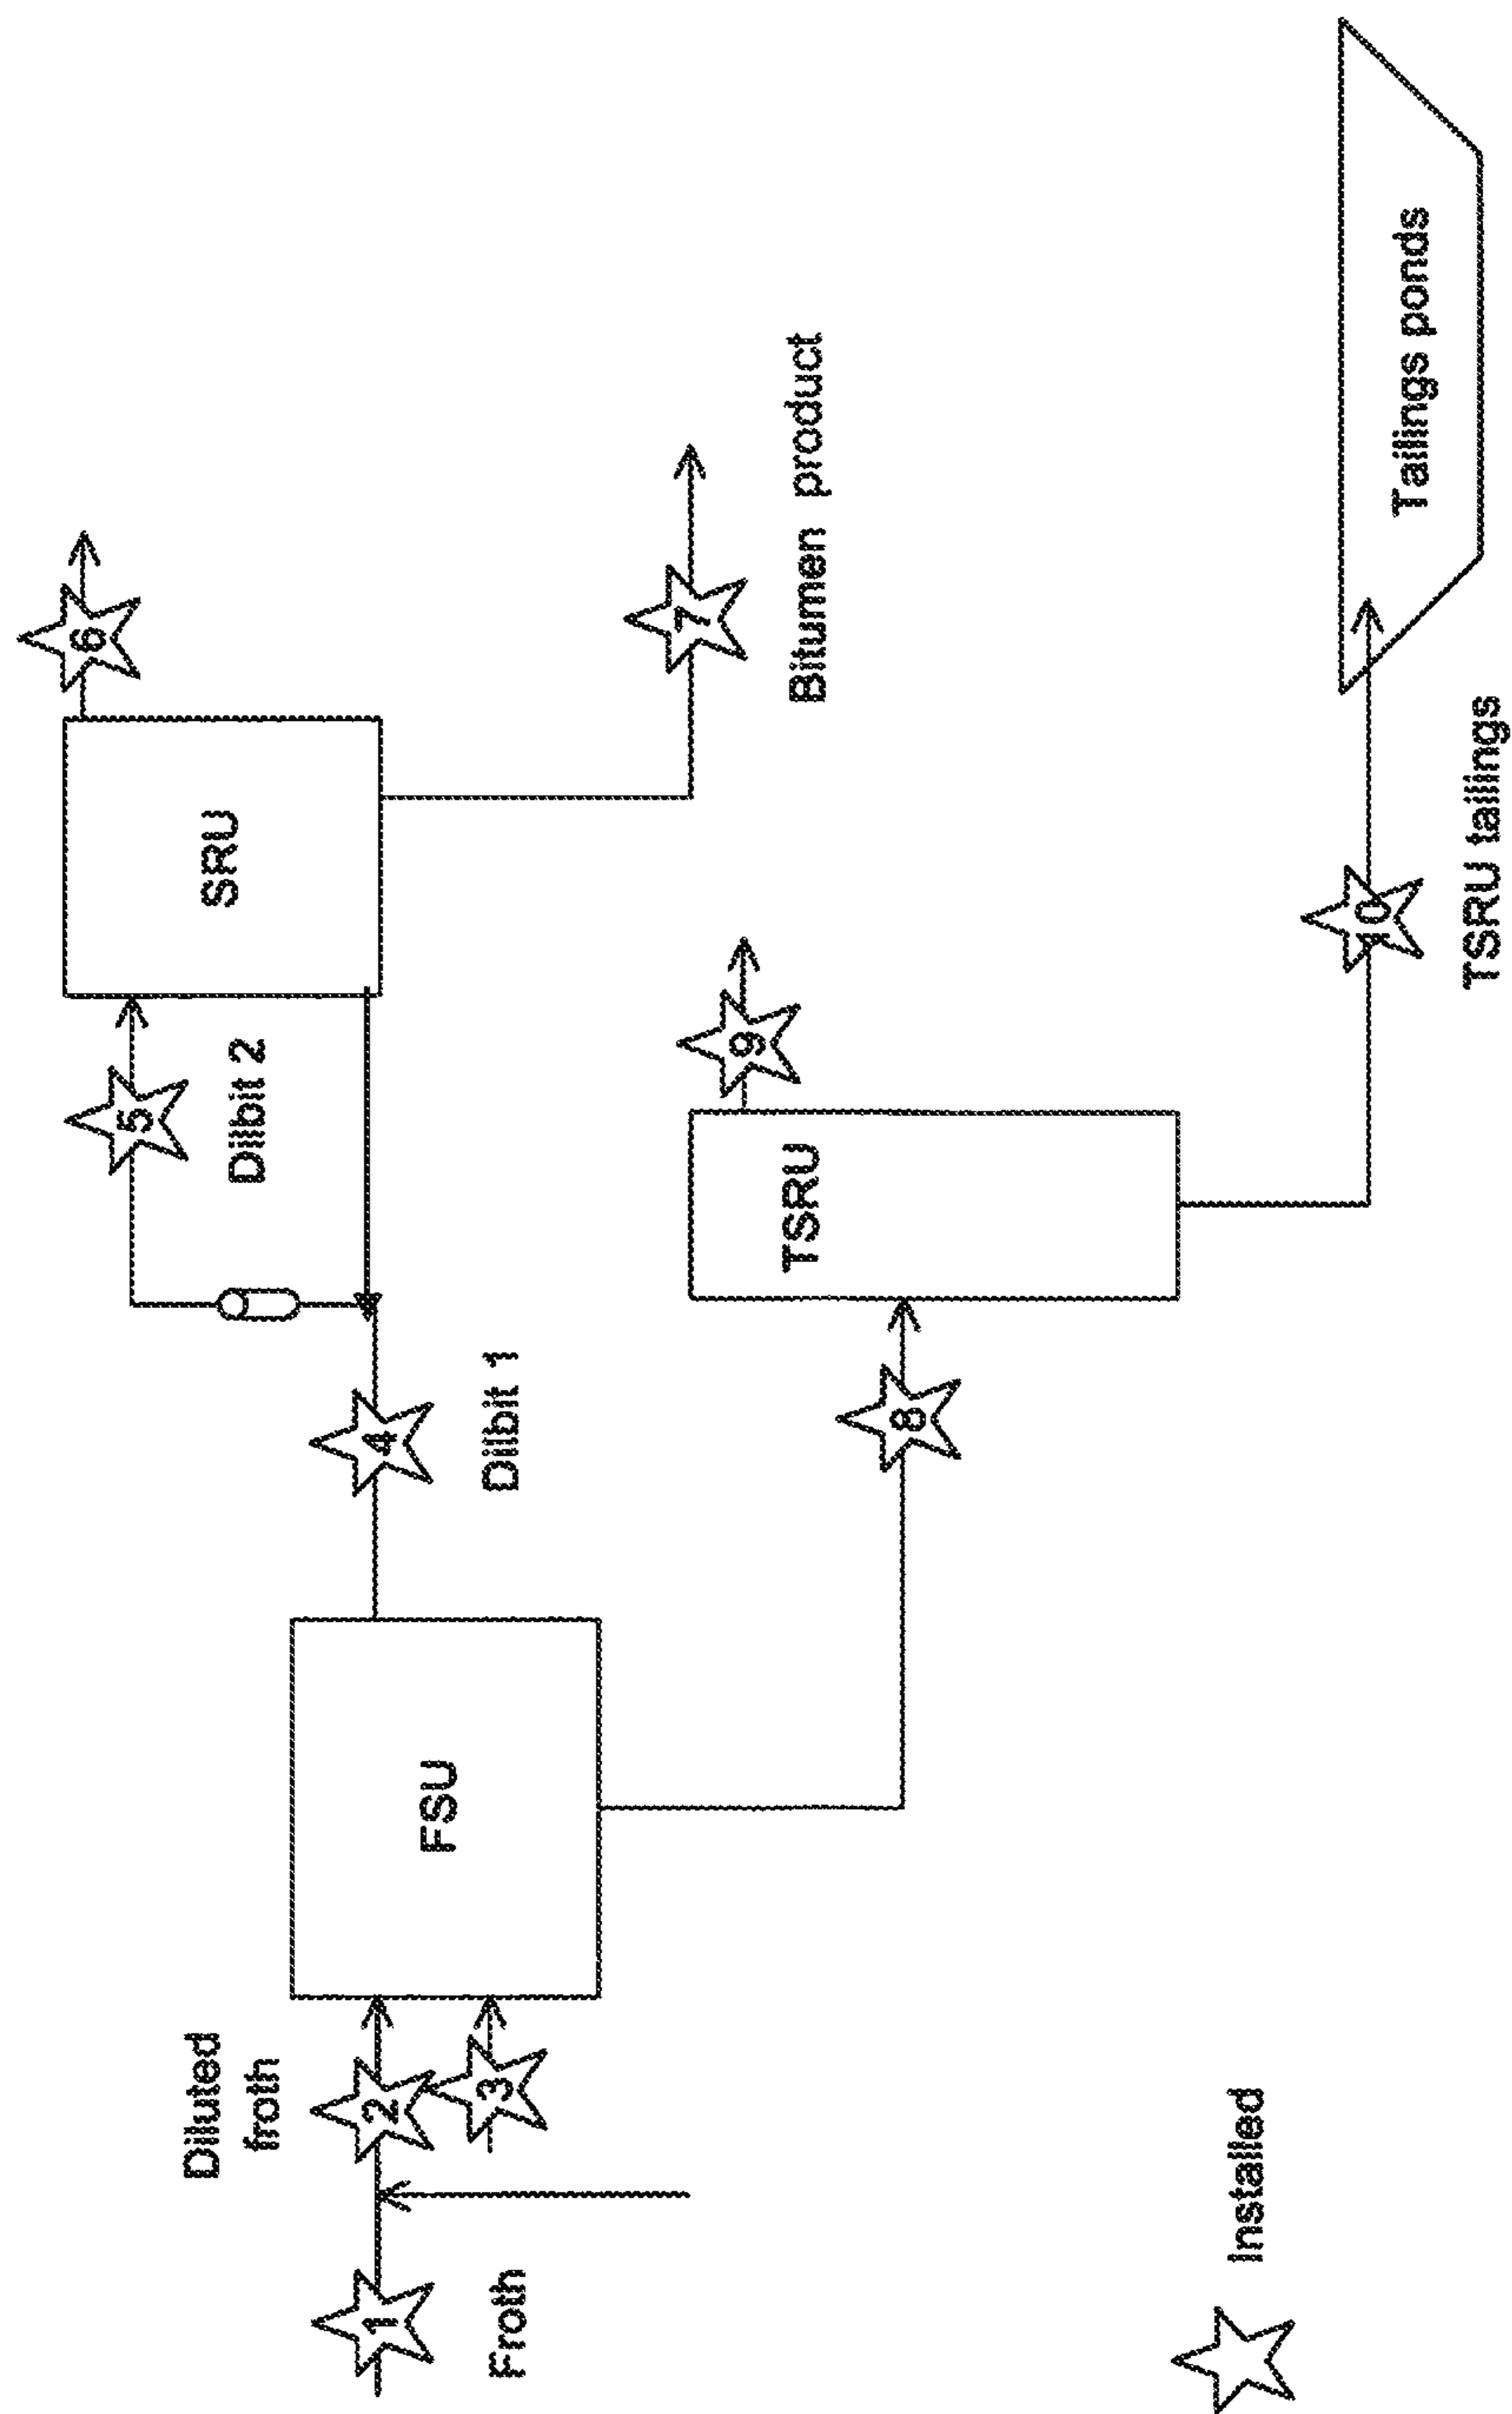 1
Froth
Diluted
froth
2
3
FSU
4
Dilbit 1
5
Dilbit 2
SRU
6
7
Bitumen product
8
TSRU
9
10
TSRU tailings
Tailings ponds
Installed